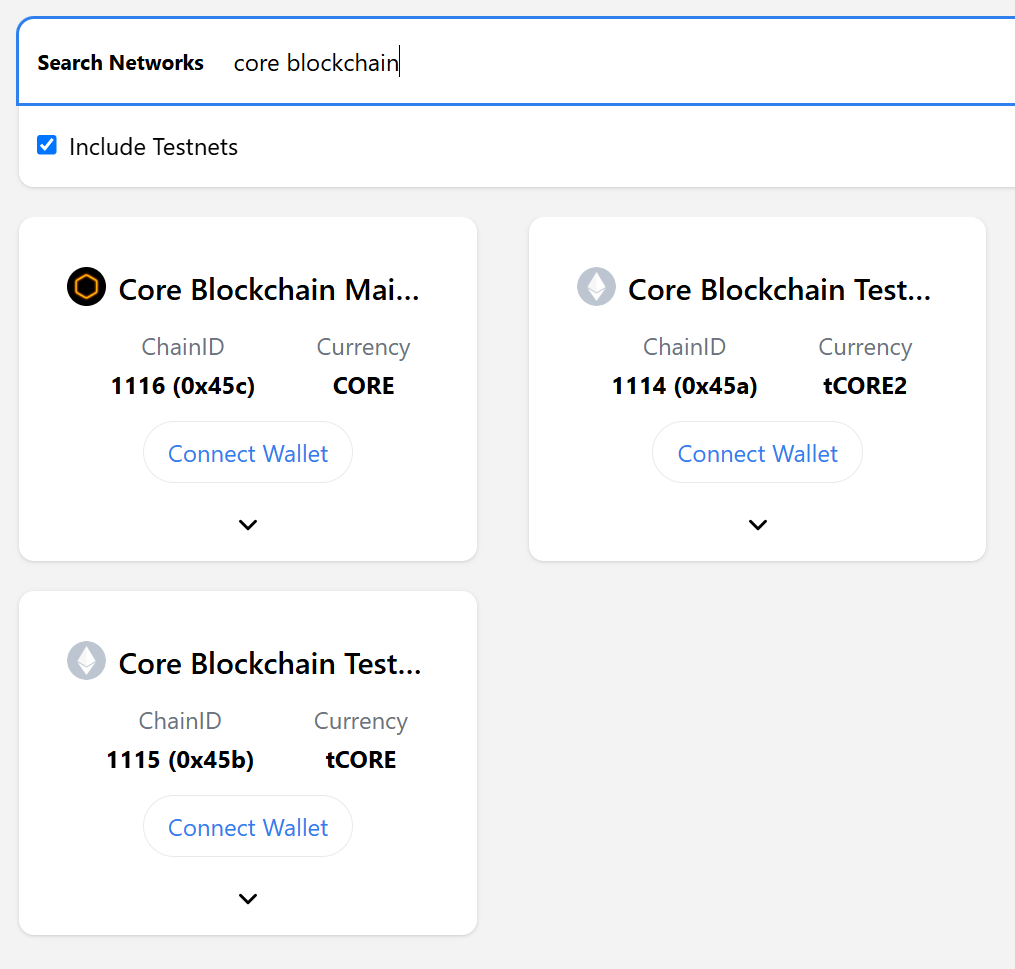 Search Networks core blockchain
Include Testnets
Core Blockchain Mai...
ChainID Currency
1116 (0x45c) CORE
Connect Wallet
Core Blockchain Test...
ChainID Currency
1114 (0x45a) tCORE2
Connect Wallet
Core Blockchain Test...
ChainID Currency
1115 (0x45b) tCORE
Connect Wallet